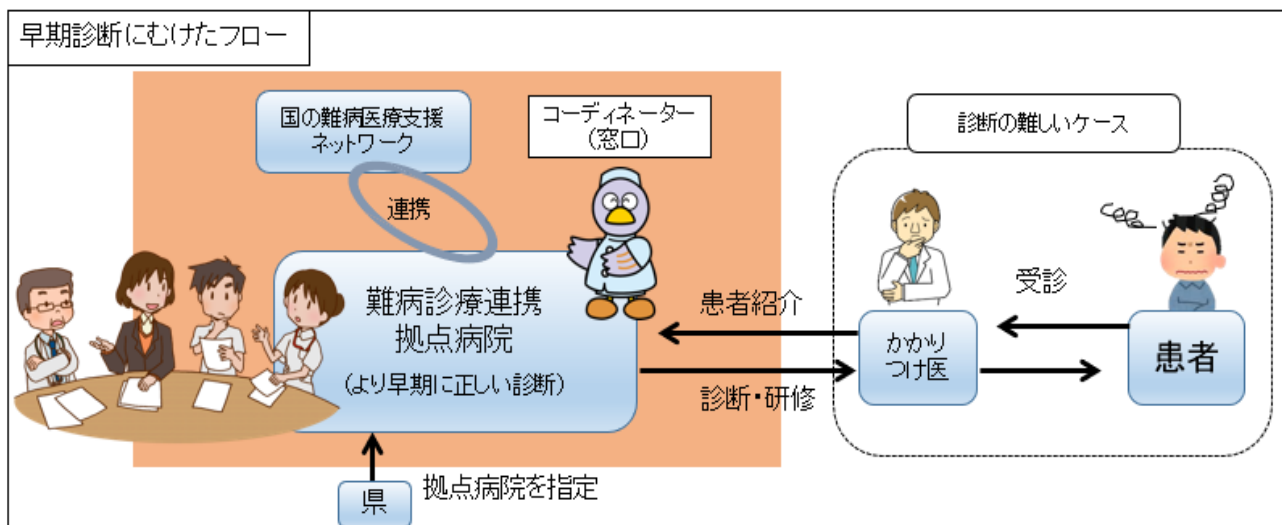 早期診断にむけたフロー
国の難病医療支援
ネットワーク
コーディネーター
(窓口)
診断の難しいケース
連携
難病診療連携
拠点病院
(より早期に正しい診断)
患者紹介
診断・研修
かかり
つけ医
受診
患者
県
拠点病院を指定